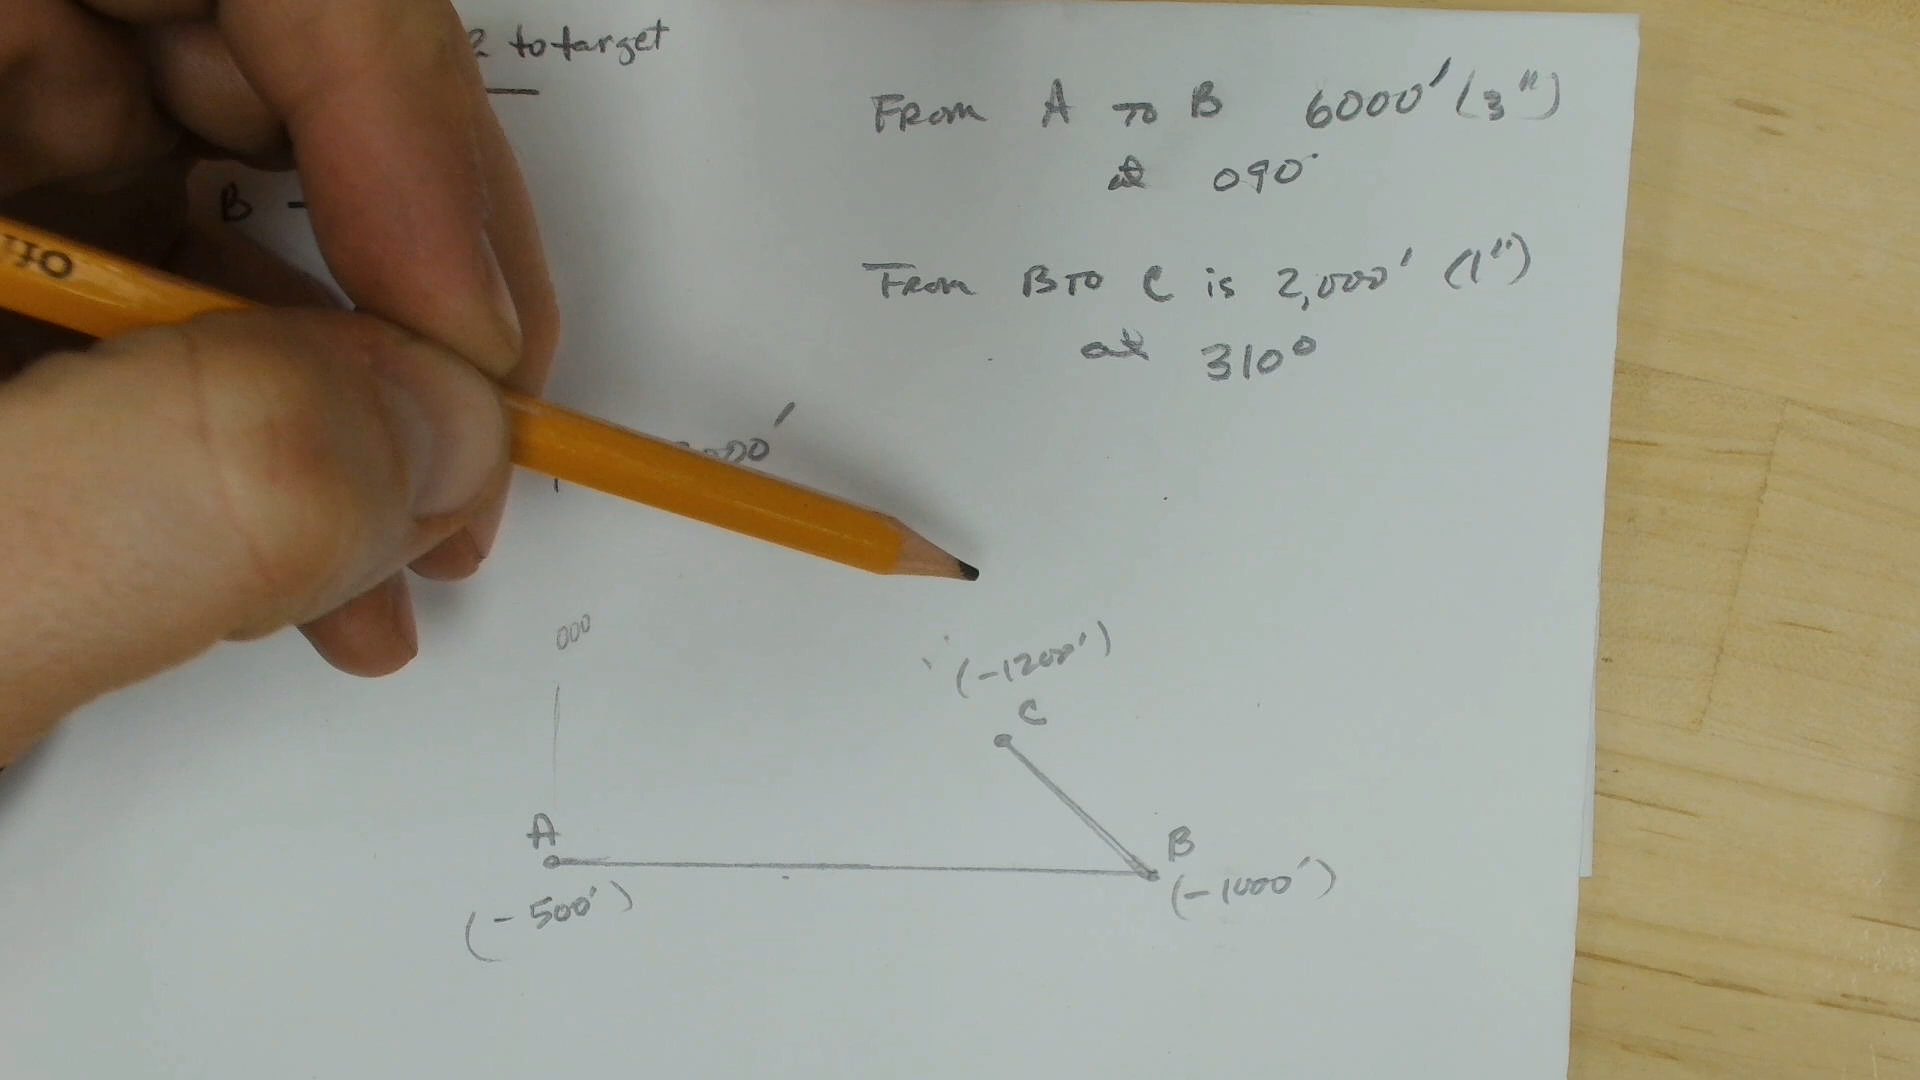 to target
From A TO B 6000' (3")
at 090°
B -
From B TO C is 2,000' (1")
at 310°
000
(-1200')
C
A
B
(-500')
(-1000')